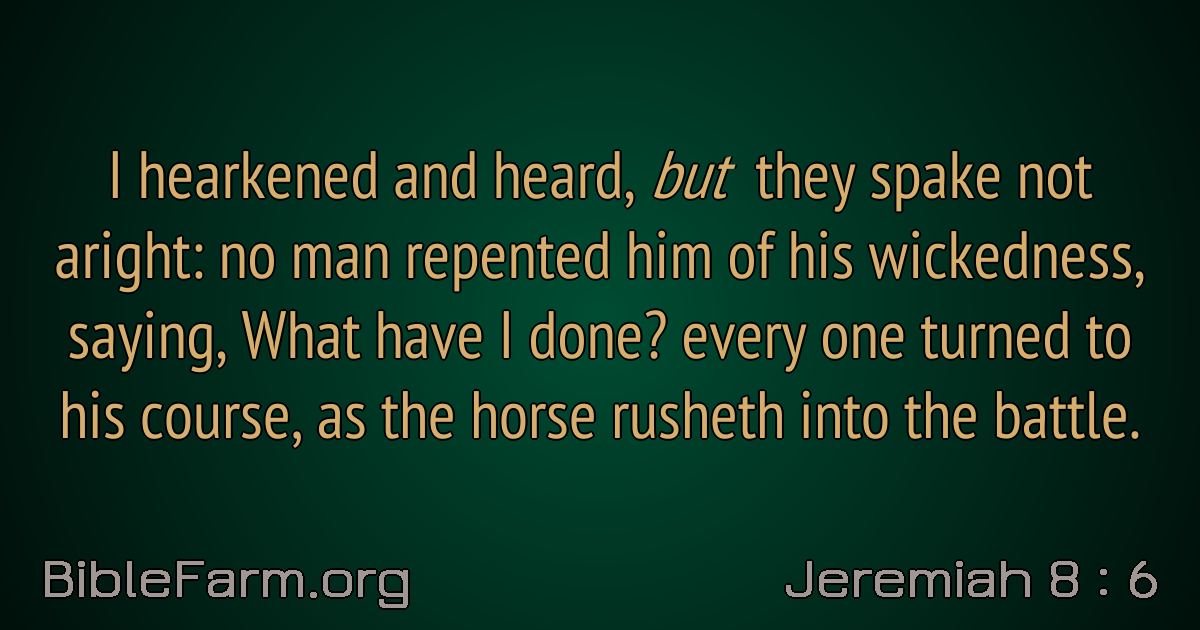 I hearkened and heard, but they spake not
aright: no man repented him of his wickedness,
saying, What have I done? every one turned to
his course, as the horse rusheth into the battle.
BibleFarm.org
Jeremiah 8 : 6